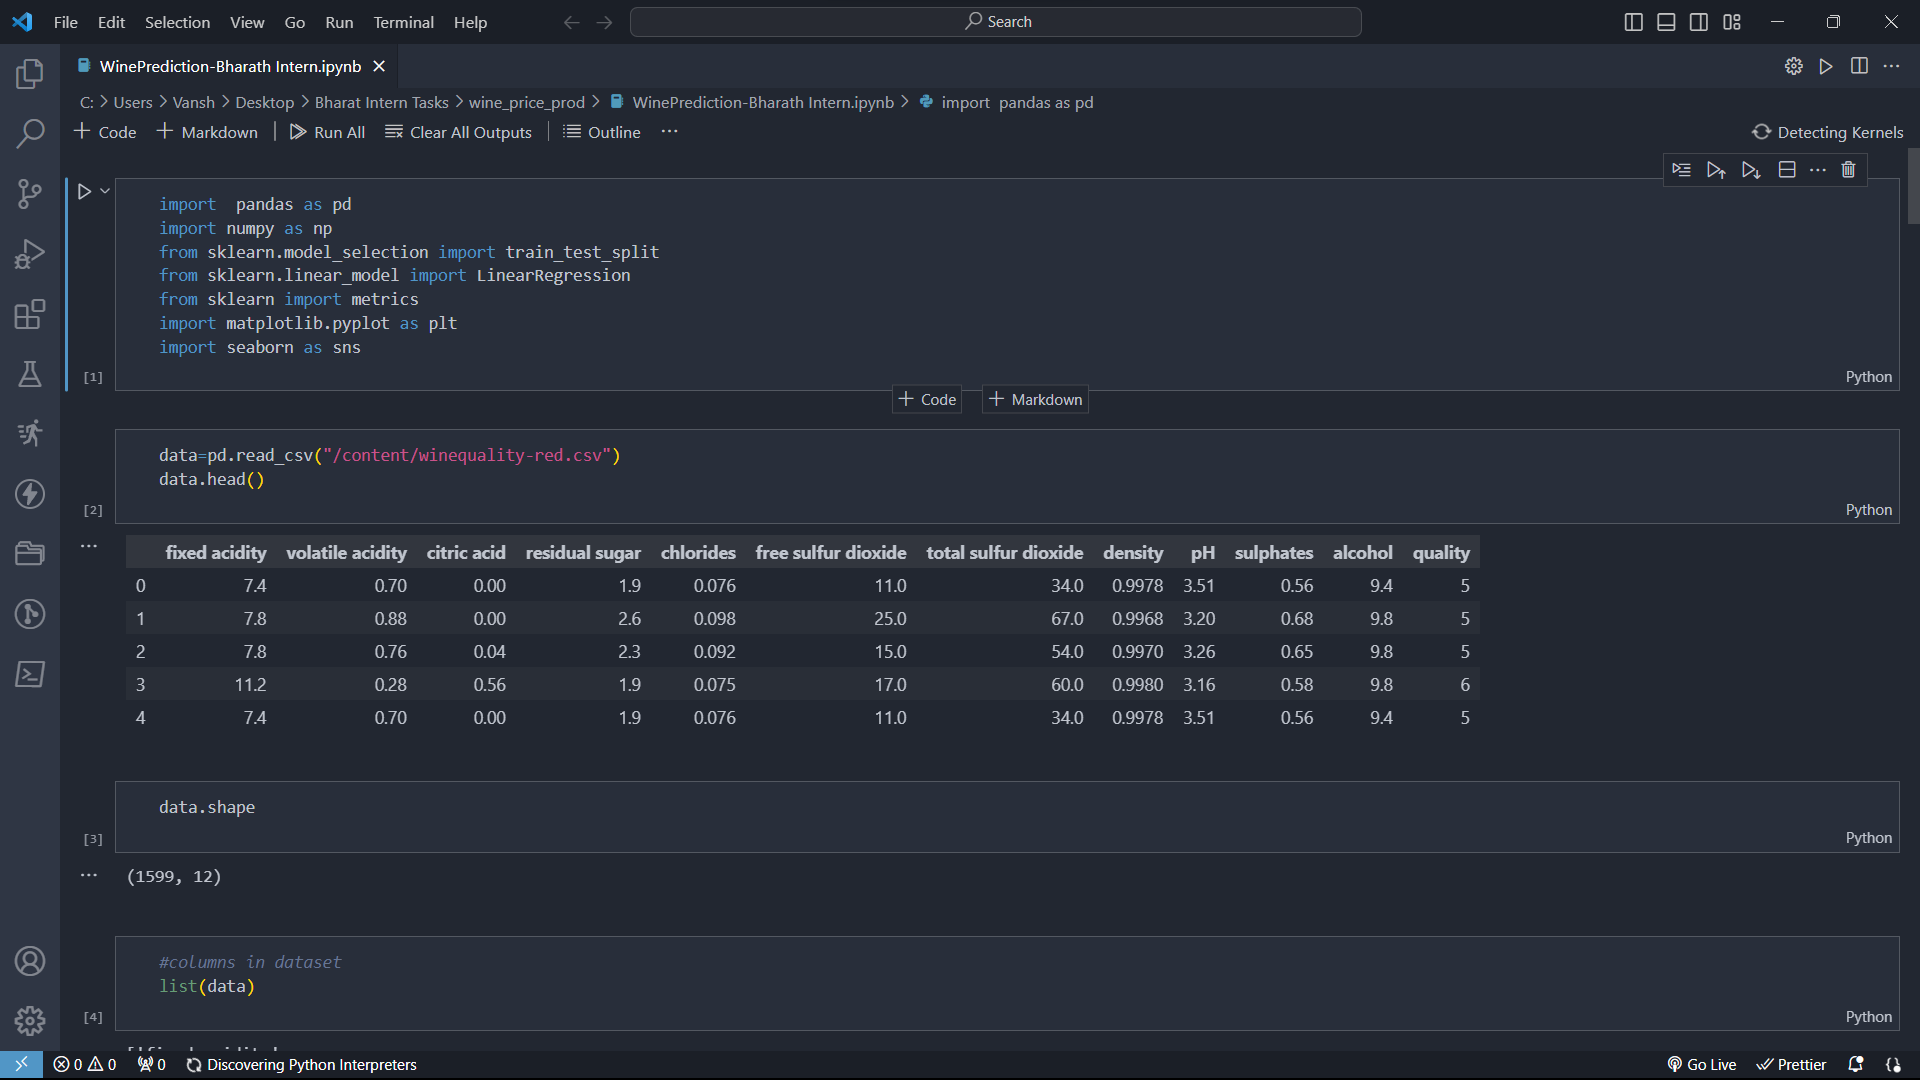 File Edit Selection View Go Run Terminal Help Search
WinePrediction-Bharath Intern.ipynb
C: > Users > Vansh > Desktop > Bharat Intern Tasks > wine_price_prod > WinePrediction-Bharath Intern.ipynb > import  pandas as pd
+ Code + Markdown | Run All Clear All Outputs | Outline ... Detecting Kernels
import  pandas as pd
import numpy as np
from sklearn.model_selection import train_test_split
from sklearn.linear_model import LinearRegression
from sklearn import metrics
import matplotlib.pyplot as plt
import seaborn as sns
[1] Python
+ Code + Markdown
data=pd.read_csv("/content/winequality-red.csv")
data.head()
[2] Python
fixed acidity volatile acidity citric acid residual sugar chlorides free sulfur dioxide total sulfur dioxide density pH sulphates alcohol quality
0 7.4 0.70 0.00 1.9 0.076 11.0 34.0 0.9978 3.51 0.56 9.4 5
1 7.8 0.88 0.00 2.6 0.098 25.0 67.0 0.9968 3.20 0.68 9.8 5
2 7.8 0.76 0.04 2.3 0.092 15.0 54.0 0.9970 3.26 0.65 9.8 5
3 11.2 0.28 0.56 1.9 0.075 17.0 60.0 0.9980 3.16 0.58 9.8 6
4 7.4 0.70 0.00 1.9 0.076 11.0 34.0 0.9978 3.51 0.56 9.4 5
data.shape
[3] Python
(1599, 12)
#columns in dataset
list(data)
[4] Python
0 0 0 Discovering Python Interpreters Go Live Prettier